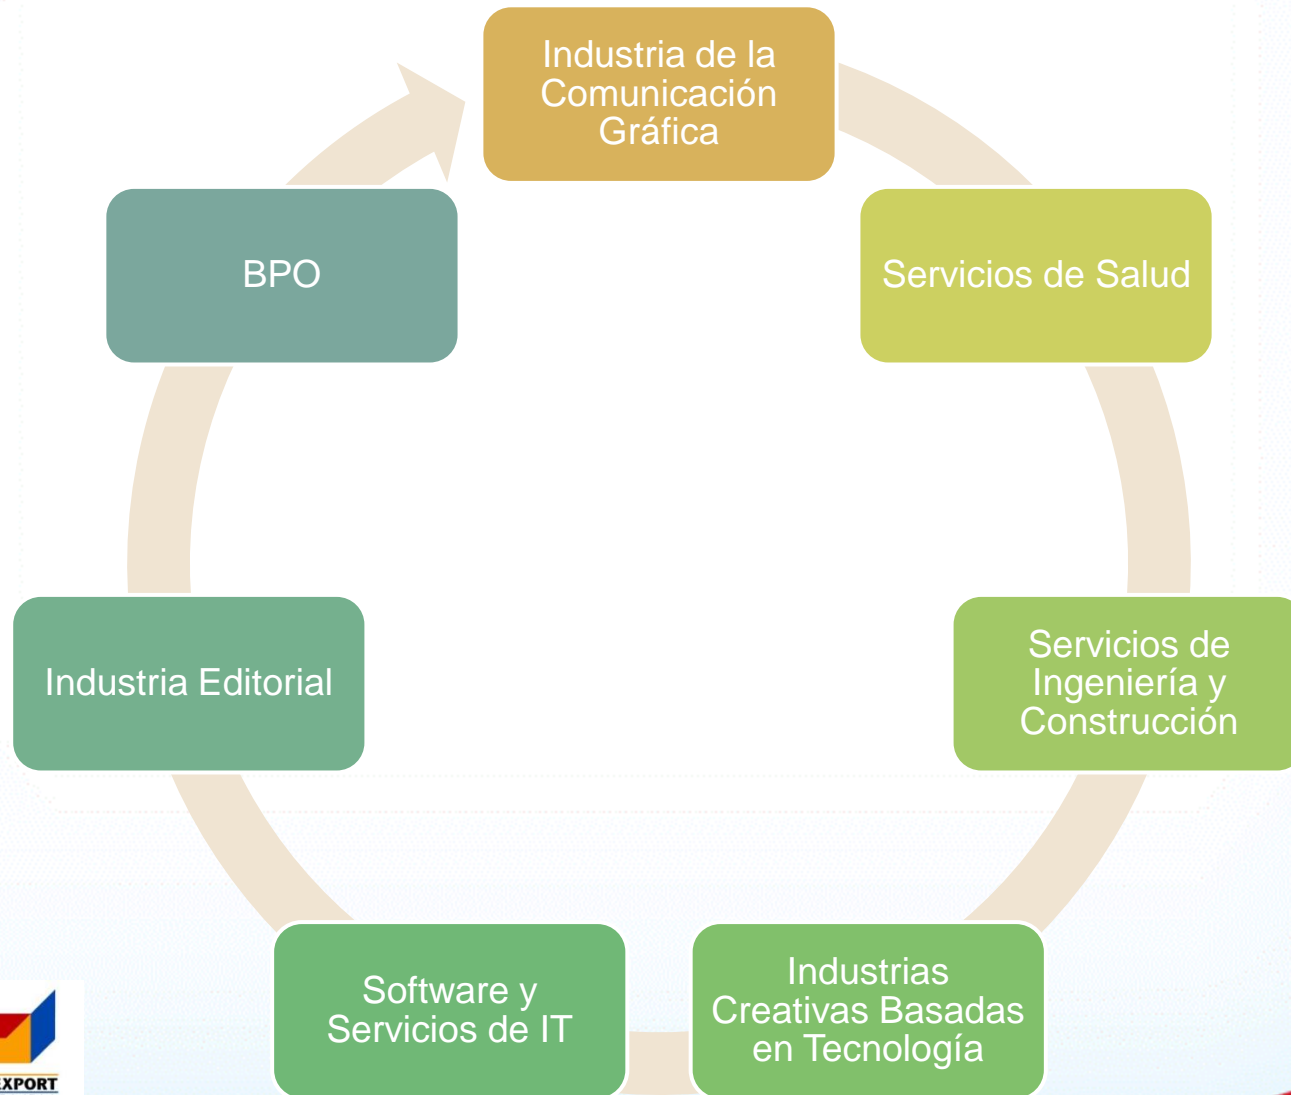 Industria de la
Comunicación
Gráfica
Servicios de Salud
Servicios de
Ingeniería y
Construcción
Industrias
Creativas Basadas
en Tecnología
Software y
Servicios de IT
Industria Editorial
BPO
EXPORT